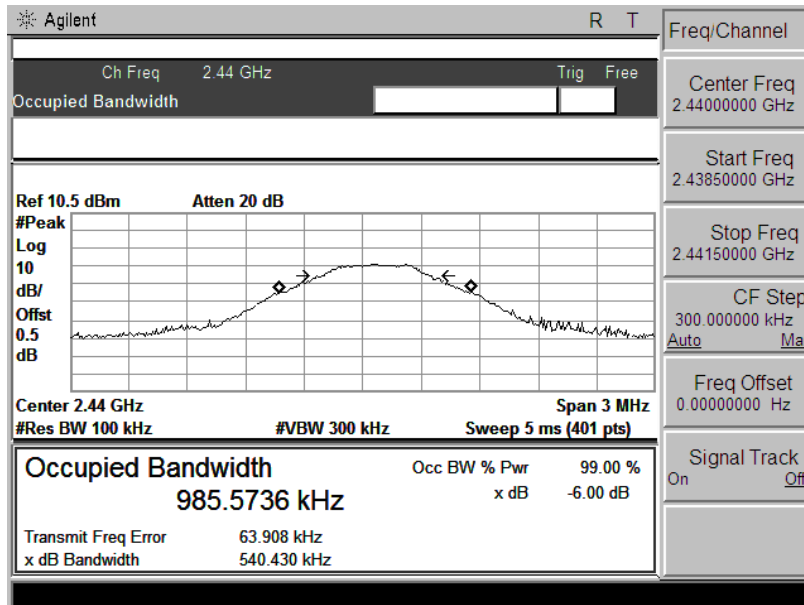 Agilent R T
Freq/Channel
Ch Freq 2.44 GHz Trig Free
Occupied Bandwidth
Center Freq
2.44000000 GHz
Start Freq
2.43850000 GHz
Stop Freq
2.44150000 GHz
CF Step
300.000000 kHz
Auto Ma
Freq Offset
0.00000000 Hz
Signal Track
On Off
Ref 10.5 dBm Atten 20 dB
#Peak
Log
10
dB/
Offst
0.5
dB
Center 2.44 GHz Span 3 MHz
#Res BW 100 kHz #VBW 300 kHz Sweep 5 ms (401 pts)
Occupied Bandwidth Occ BW % Pwr 99.00 %
985.5736 kHz x dB -6.00 dB
Transmit Freq Error 63.908 kHz
x dB Bandwidth 540.430 kHz